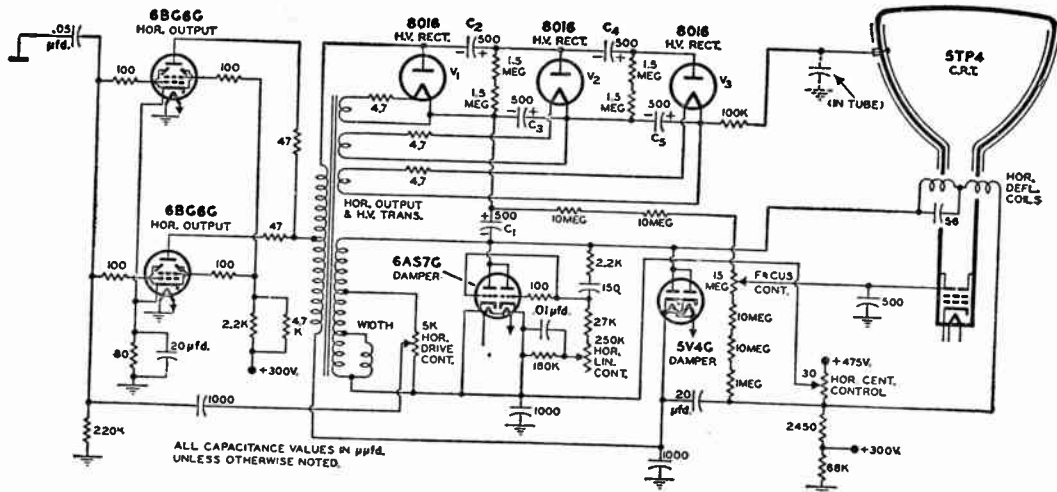 .05
µfd.
6BG6G
HOR. OUTPUT
100
100
47
6BG6G
HOR. OUTPUT
47
100
100
80
20µfd.
2.2K
4.7
K
+300V.
220K
1000
ALL CAPACITANCE VALUES IN µµfd.
UNLESS OTHERWISE NOTED.
8016
H.V. RECT.
V1
C2
500
- +
1.5
MEG
1.5
MEG
8016
H.V. RECT.
V2
C4
500
- +
1.5
MEG
1.5
MEG
8016
H.V. RECT.
V3
500
- +
C3
500
- +
C5
100K
4.7
4.7
4.7
HOR. OUTPUT
& H.V. TRANS.
+ 500
- C1
10MEG
10MEG
6AS7G
DAMPER
WIDTH
5K
HOR.
DRIVE
CONT.
100
.01µfd
180K
2.2K
150
27K
250K
HOR.
LIN.
CONT.
1000
5V4G
DAMPER
20
µfd.
1000
15
MEG
FOCUS
CONT.
10MEG
10MEG
1MEG
500
+475V.
30
HOR. CENT.
CONTROL
2450
+300V.
68K
(IN TUBE)
5TP4
C.R.T.
HOR.
DEFL.
COILS
56